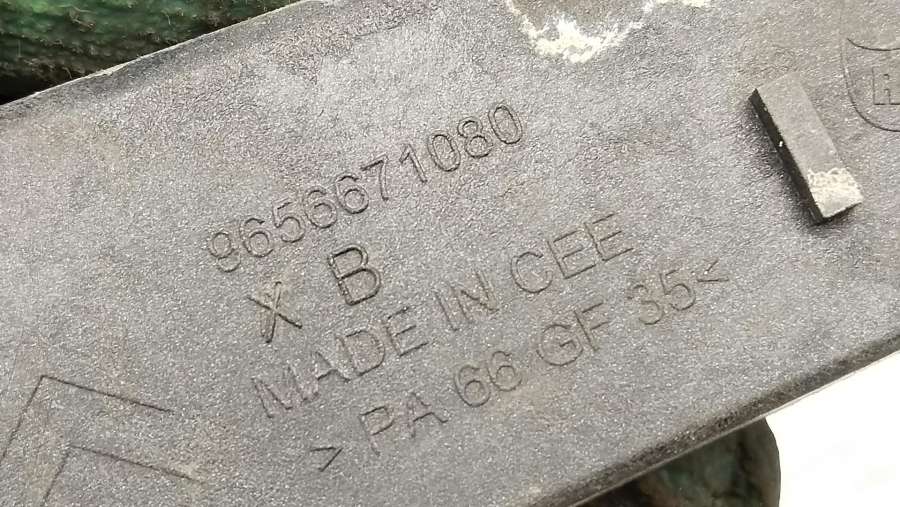 9656671080
X B
MADE IN CEE
>PA 66 GF 35<